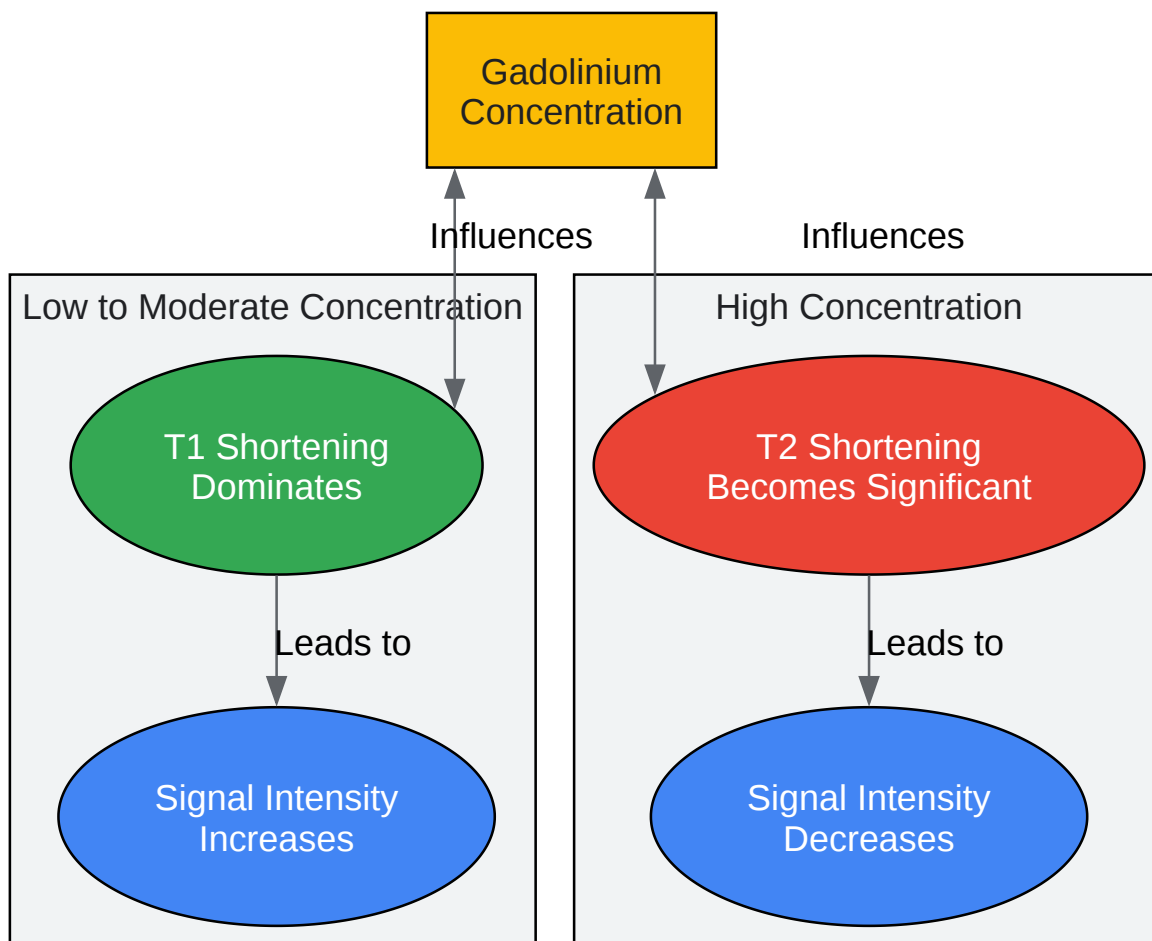 Gadolinium
Concentration
Influences
Influences
Low to Moderate Concentration
High Concentration
T1 Shortening
Dominates
T2 Shortening
Becomes Significant
Leads to
Leads to
Signal Intensity
Increases
Signal Intensity
Decreases